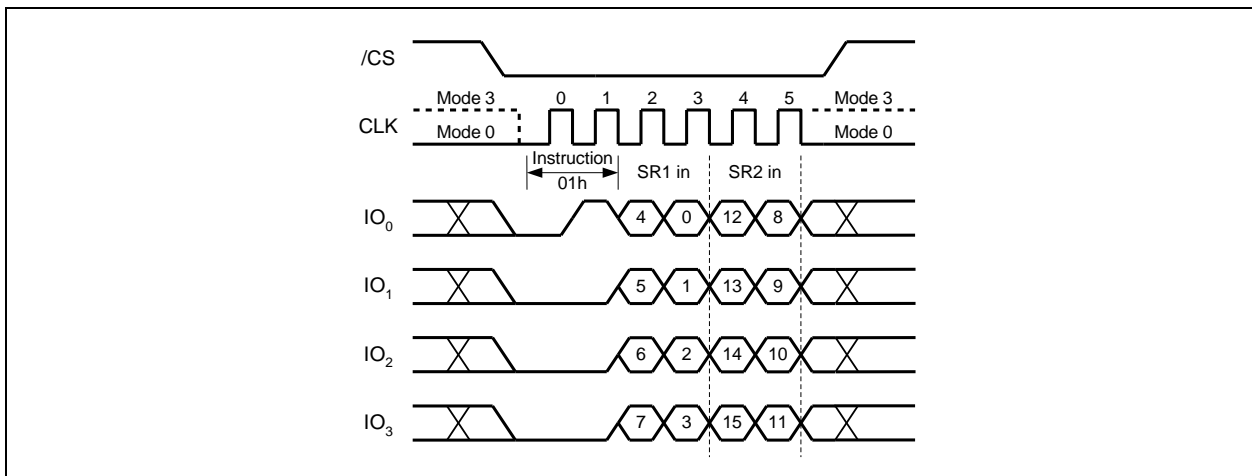 /CS
Mode 3 0 1 2 3 4 5 Mode 3
CLK Mode 0 Mode 0
Instruction SR1 in SR2 in
01h
IO0 4 0 12 8
IO1 5 1 13 9
IO2 6 2 14 10
IO3 7 3 15 11